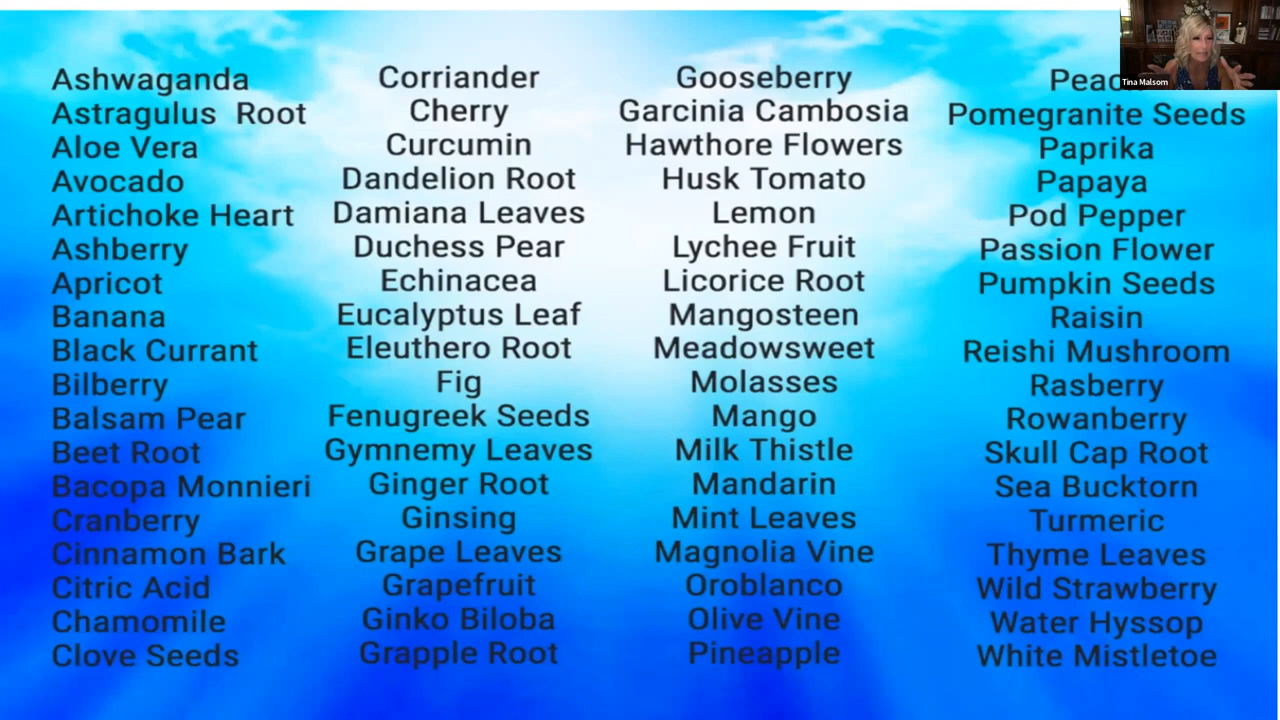 Ashwaganda
Astragulus Root
Aloe Vera
Avocado
Artichoke Heart
Ashberry
Apricot
Banana
Black Currant
Bilberry
Balsam Pear
Beet Root
Bacopa Monnieri
Cranberry
Cinnamon Bark
Citric Acid
Chamomile
Clove Seeds
Corriander
Cherry
Curcumin
Dandelion Root
Damiana Leaves
Duchess Pear
Echinacea
Eucalyptus Leaf
Eleuthero Root
Fig
Fenugreek Seeds
Gymnemy Leaves
Ginger Root
Ginsing
Grape Leaves
Grapefruit
Ginko Biloba
Grapple Root
Gooseberry
Garcinia Cambosia
Hawthore Flowers
Husk Tomato
Lemon
Lychee Fruit
Licorice Root
Mangosteen
Meadowsweet
Molasses
Mango
Milk Thistle
Mandarin
Mint Leaves
Magnolia Vine
Oroblanco
Olive Vine
Pineapple
Pomegranite Seeds
Paprika
Papaya
Pod Pepper
Passion Flower
Pumpkin Seeds
Raisin
Reishi Mushroom
Rasberry
Rowanberry
Skull Cap Root
Sea Bucktorn
Turmeric
Thyme Leaves
Wild Strawberry
Water Hyssop
White Mistletoe
Tina Malsom